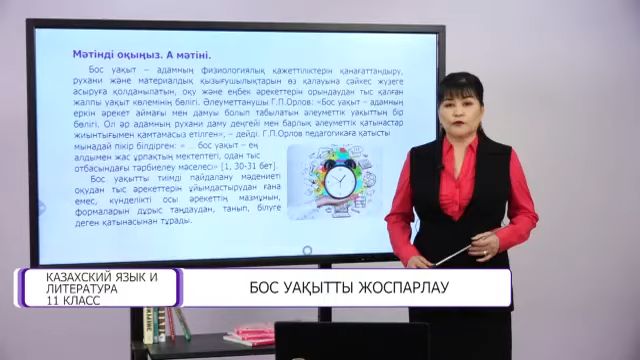 Мәтінді оқыңыз. А мәтіні.
Бос уақыт – адамның физиологиялық қажеттіліктерін қанағаттандыру,
рухани және материалдық қызығушылықтарын өз қалауына сәйкес жүзеге
асыруға қолданылатын, оқу және еңбек әрекеттерін орындаудан тыс қалған
жалпы уақыт көлемінің бөлігі. Әлеуметтанушы Г.П.Орлов: «Бос уақыт – адамның
еркін әрекет аймағы мен дамуы болып табылатын әлеуметтік уақыттың бір
бөлігі. Ол әр адамның рухани даму деңгейі мен барлық әлеуметтік қатынастар
жиынтығымен қамтамасыз етілген», – дейді. Г.П.Орлов педагогикаға қатысты
мынадай пікір білдірген: « ... бос уақыт – ең
алдымен жас ұрпақтың мектептегі, одан тыс
отбасындағы тәрбиелеу мәселесі» [1, 30-31 бет].
Бос уақытты тиімді пайдалану мәдениеті
оқудан тыс әрекеттерін ұйымдастырудан ғана
емес, күнделікті осы әрекеттің мазмұнын,
формаларын дұрыс таңдаудан, танып, білуге
деген қатынасынан тұрады.
КАЗАХСКИЙ ЯЗЫК И
ЛИТЕРАТУРА
11 КЛАСС
БОС УАҚЫТТЫ ЖОСПАРЛАУ